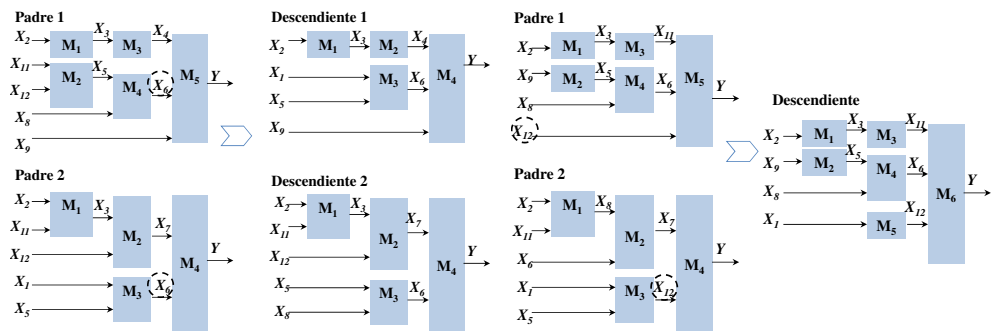 Padre 1
X2 X3 X4
M1 M3
X11 X5 M5 Y
M2 X6
X12 M4
X8
X9
Descendiente 1
X2 X3 X4
M1 M2
X1 M4 Y
M3 X6
X5
X9
Padre 1
X2 X3 X11
M1 M3
X9 X5 M5 Y
M2 M4 X6
X8
X12
Descendiente
X2 X3 X11
M1 M3
X9 X5
M2 M4 X6
X8 M6 Y
X1 M5 X12
Padre 2
X2 X3
M1 X7
X11 M2
X12 M4 Y
X1 M3 X6
X5
Descendiente 2
X2 X3
M1 X7
X11 M2
X12 M4 Y
X5 M3 X6
X8
Padre 2
X2 X8
M1 X7
X11 M2
X6 M4 Y
X1 M3 X12
X5